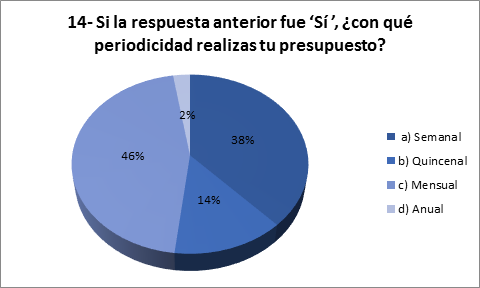 14- Si la respuesta anterior fue ‘Sí’, ¿con qué
periodicidad realizas tu presupuesto?
2%
38%
46%
14%
a) Semanal
b) Quincenal
c) Mensual
d) Anual